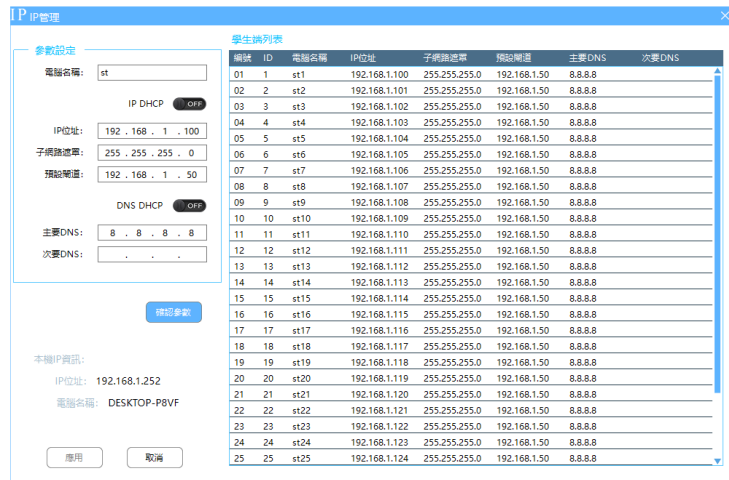 IP IP管理
參數設定
電腦名稱: st
IP DHCP OFF
IP位址: 192 . 168 . 1 . 100
子網路遮罩: 255 . 255 . 255 . 0
預設閘道: 192 . 168 . 1 . 50
DNS DHCP OFF
主要DNS: 8 . 8 . 8 . 8
次要DNS: . . .
確認參數
本機IP資訊:
IP位址: 192.168.1.252
電腦名稱: DESKTOP-P8VF
應用 取消
學生端列表
編號 ID 電腦名稱 IP位址 子網路遮罩 預設閘道 主要DNS 次要DNS
01 1 st1 192.168.1.100 255.255.255.0 192.168.1.50 8.8.8.8
02 2 st2 192.168.1.101 255.255.255.0 192.168.1.50 8.8.8.8
03 3 st3 192.168.1.102 255.255.255.0 192.168.1.50 8.8.8.8
04 4 st4 192.168.1.103 255.255.255.0 192.168.1.50 8.8.8.8
05 5 st5 192.168.1.104 255.255.255.0 192.168.1.50 8.8.8.8
06 6 st6 192.168.1.105 255.255.255.0 192.168.1.50 8.8.8.8
07 7 st7 192.168.1.106 255.255.255.0 192.168.1.50 8.8.8.8
08 8 st8 192.168.1.107 255.255.255.0 192.168.1.50 8.8.8.8
09 9 st9 192.168.1.108 255.255.255.0 192.168.1.50 8.8.8.8
10 10 st10 192.168.1.109 255.255.255.0 192.168.1.50 8.8.8.8
11 11 st11 192.168.1.110 255.255.255.0 192.168.1.50 8.8.8.8
12 12 st12 192.168.1.111 255.255.255.0 192.168.1.50 8.8.8.8
13 13 st13 192.168.1.112 255.255.255.0 192.168.1.50 8.8.8.8
14 14 st14 192.168.1.113 255.255.255.0 192.168.1.50 8.8.8.8
15 15 st15 192.168.1.114 255.255.255.0 192.168.1.50 8.8.8.8
16 16 st16 192.168.1.115 255.255.255.0 192.168.1.50 8.8.8.8
17 17 st17 192.168.1.116 255.255.255.0 192.168.1.50 8.8.8.8
18 18 st18 192.168.1.117 255.255.255.0 192.168.1.50 8.8.8.8
19 19 st19 192.168.1.118 255.255.255.0 192.168.1.50 8.8.8.8
20 20 st20 192.168.1.119 255.255.255.0 192.168.1.50 8.8.8.8
21 21 st21 192.168.1.120 255.255.255.0 192.168.1.50 8.8.8.8
22 22 st22 192.168.1.121 255.255.255.0 192.168.1.50 8.8.8.8
23 23 st23 192.168.1.122 255.255.255.0 192.168.1.50 8.8.8.8
24 24 st24 192.168.1.123 255.255.255.0 192.168.1.50 8.8.8.8
25 25 st25 192.168.1.124 255.255.255.0 192.168.1.50 8.8.8.8